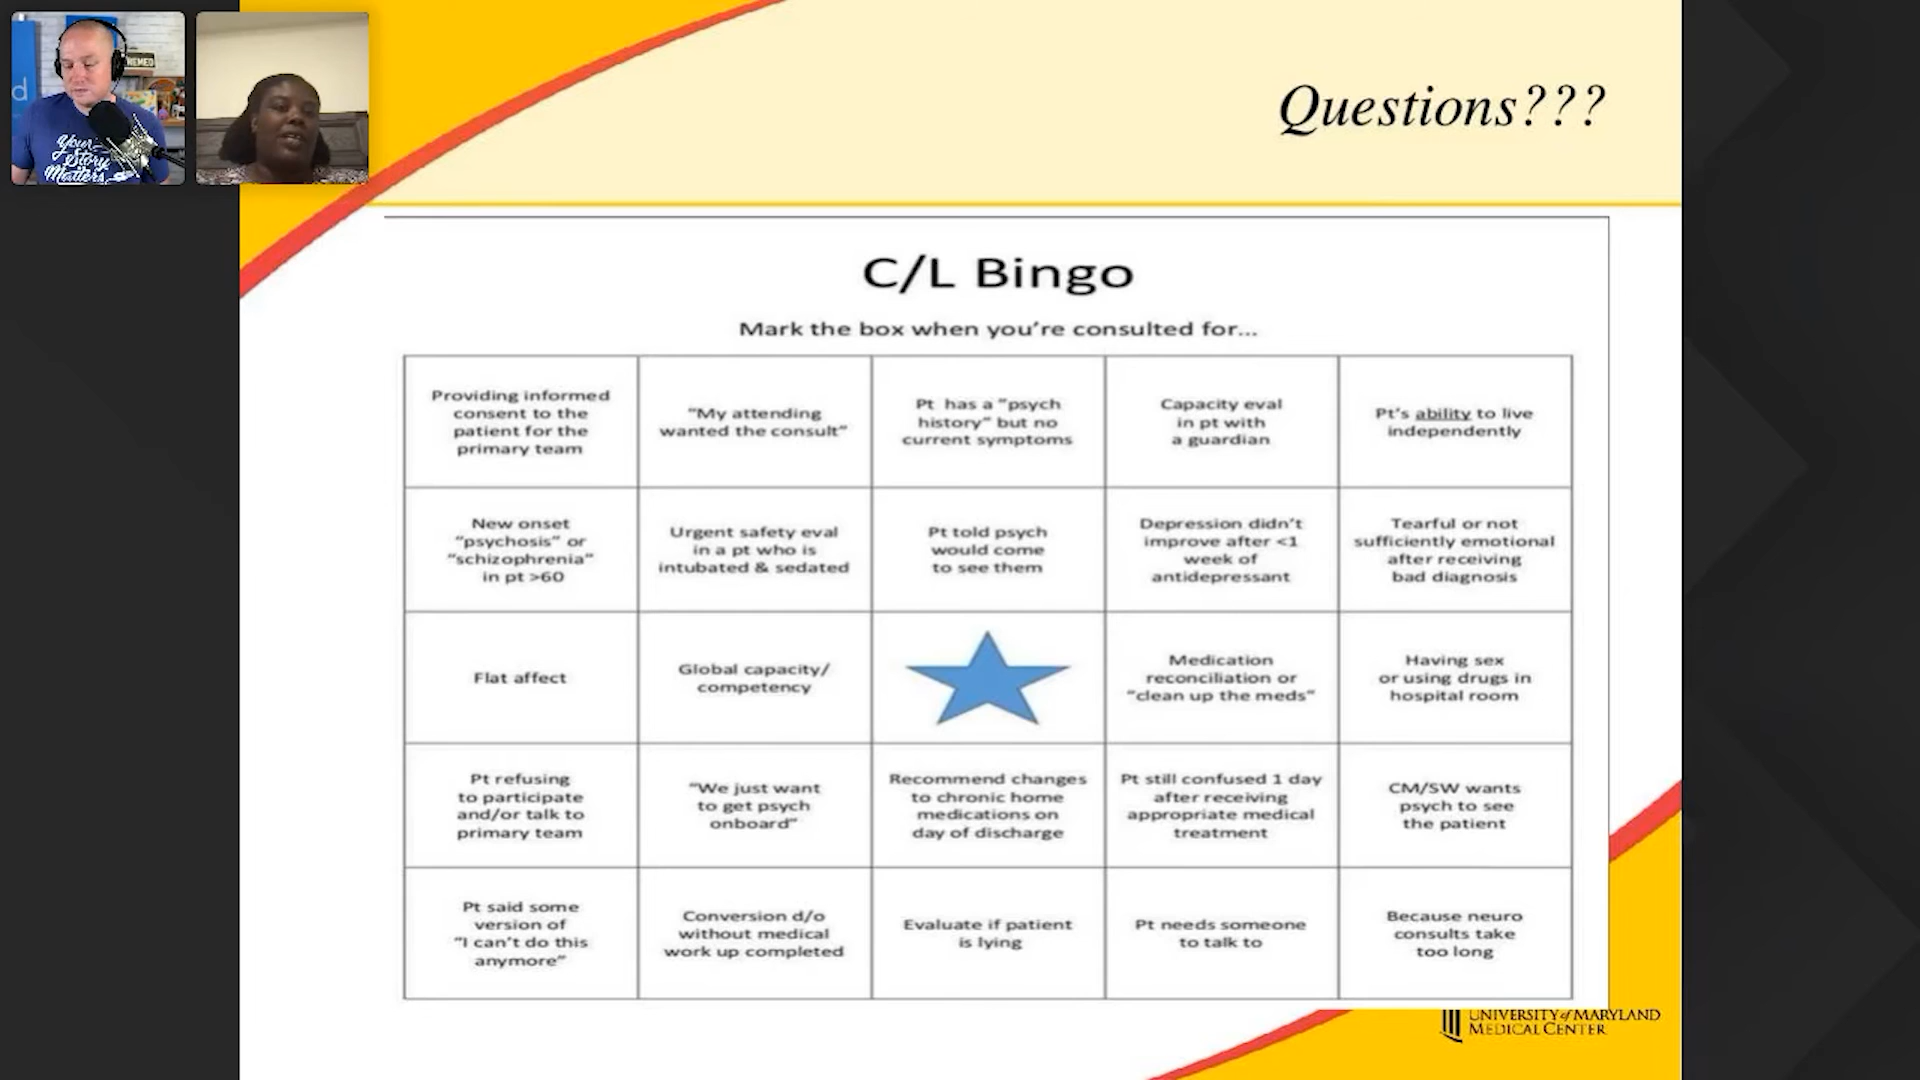 d
REMED
Your
Story
Matters
Questions???
C/L Bingo
Mark the box when you're consulted for...
Providing informed
consent to the
patient for the
primary team
"My attending
wanted the consult"
Pt has a "psych
history" but no
current symptoms
Capacity eval
in pt with
a guardian
Pt's ability to live
independently
New onset
"psychosis" or
"schizophrenia"
in pt >60
Urgent safety eval
in a pt who is
intubated & sedated
Pt told psych
would come
to see them
Depression didn't
improve after <1
week of
antidepressant
Tearful or not
sufficiently emotional
after receiving
bad diagnosis
Flat affect
Global capacity/
competency
Medication
reconciliation or
"clean up the meds"
Having sex
or using drugs in
hospital room
Pt refusing
to participate
and/or talk to
primary team
"We just want
to get psych
onboard"
Recommend changes
to chronic home
medications on
day of discharge
Pt still confused 1 day
after receiving
appropriate medical
treatment
CM/SW wants
psych to see
the patient
Pt said some
version of
"I can't do this
anymore"
Conversion d/o
without medical
work up completed
Evaluate if patient
is lying
Pt needs someone
to talk to
Because neuro
consults take
too long
UNIVERSITY of MARYLAND
MEDICAL CENTER